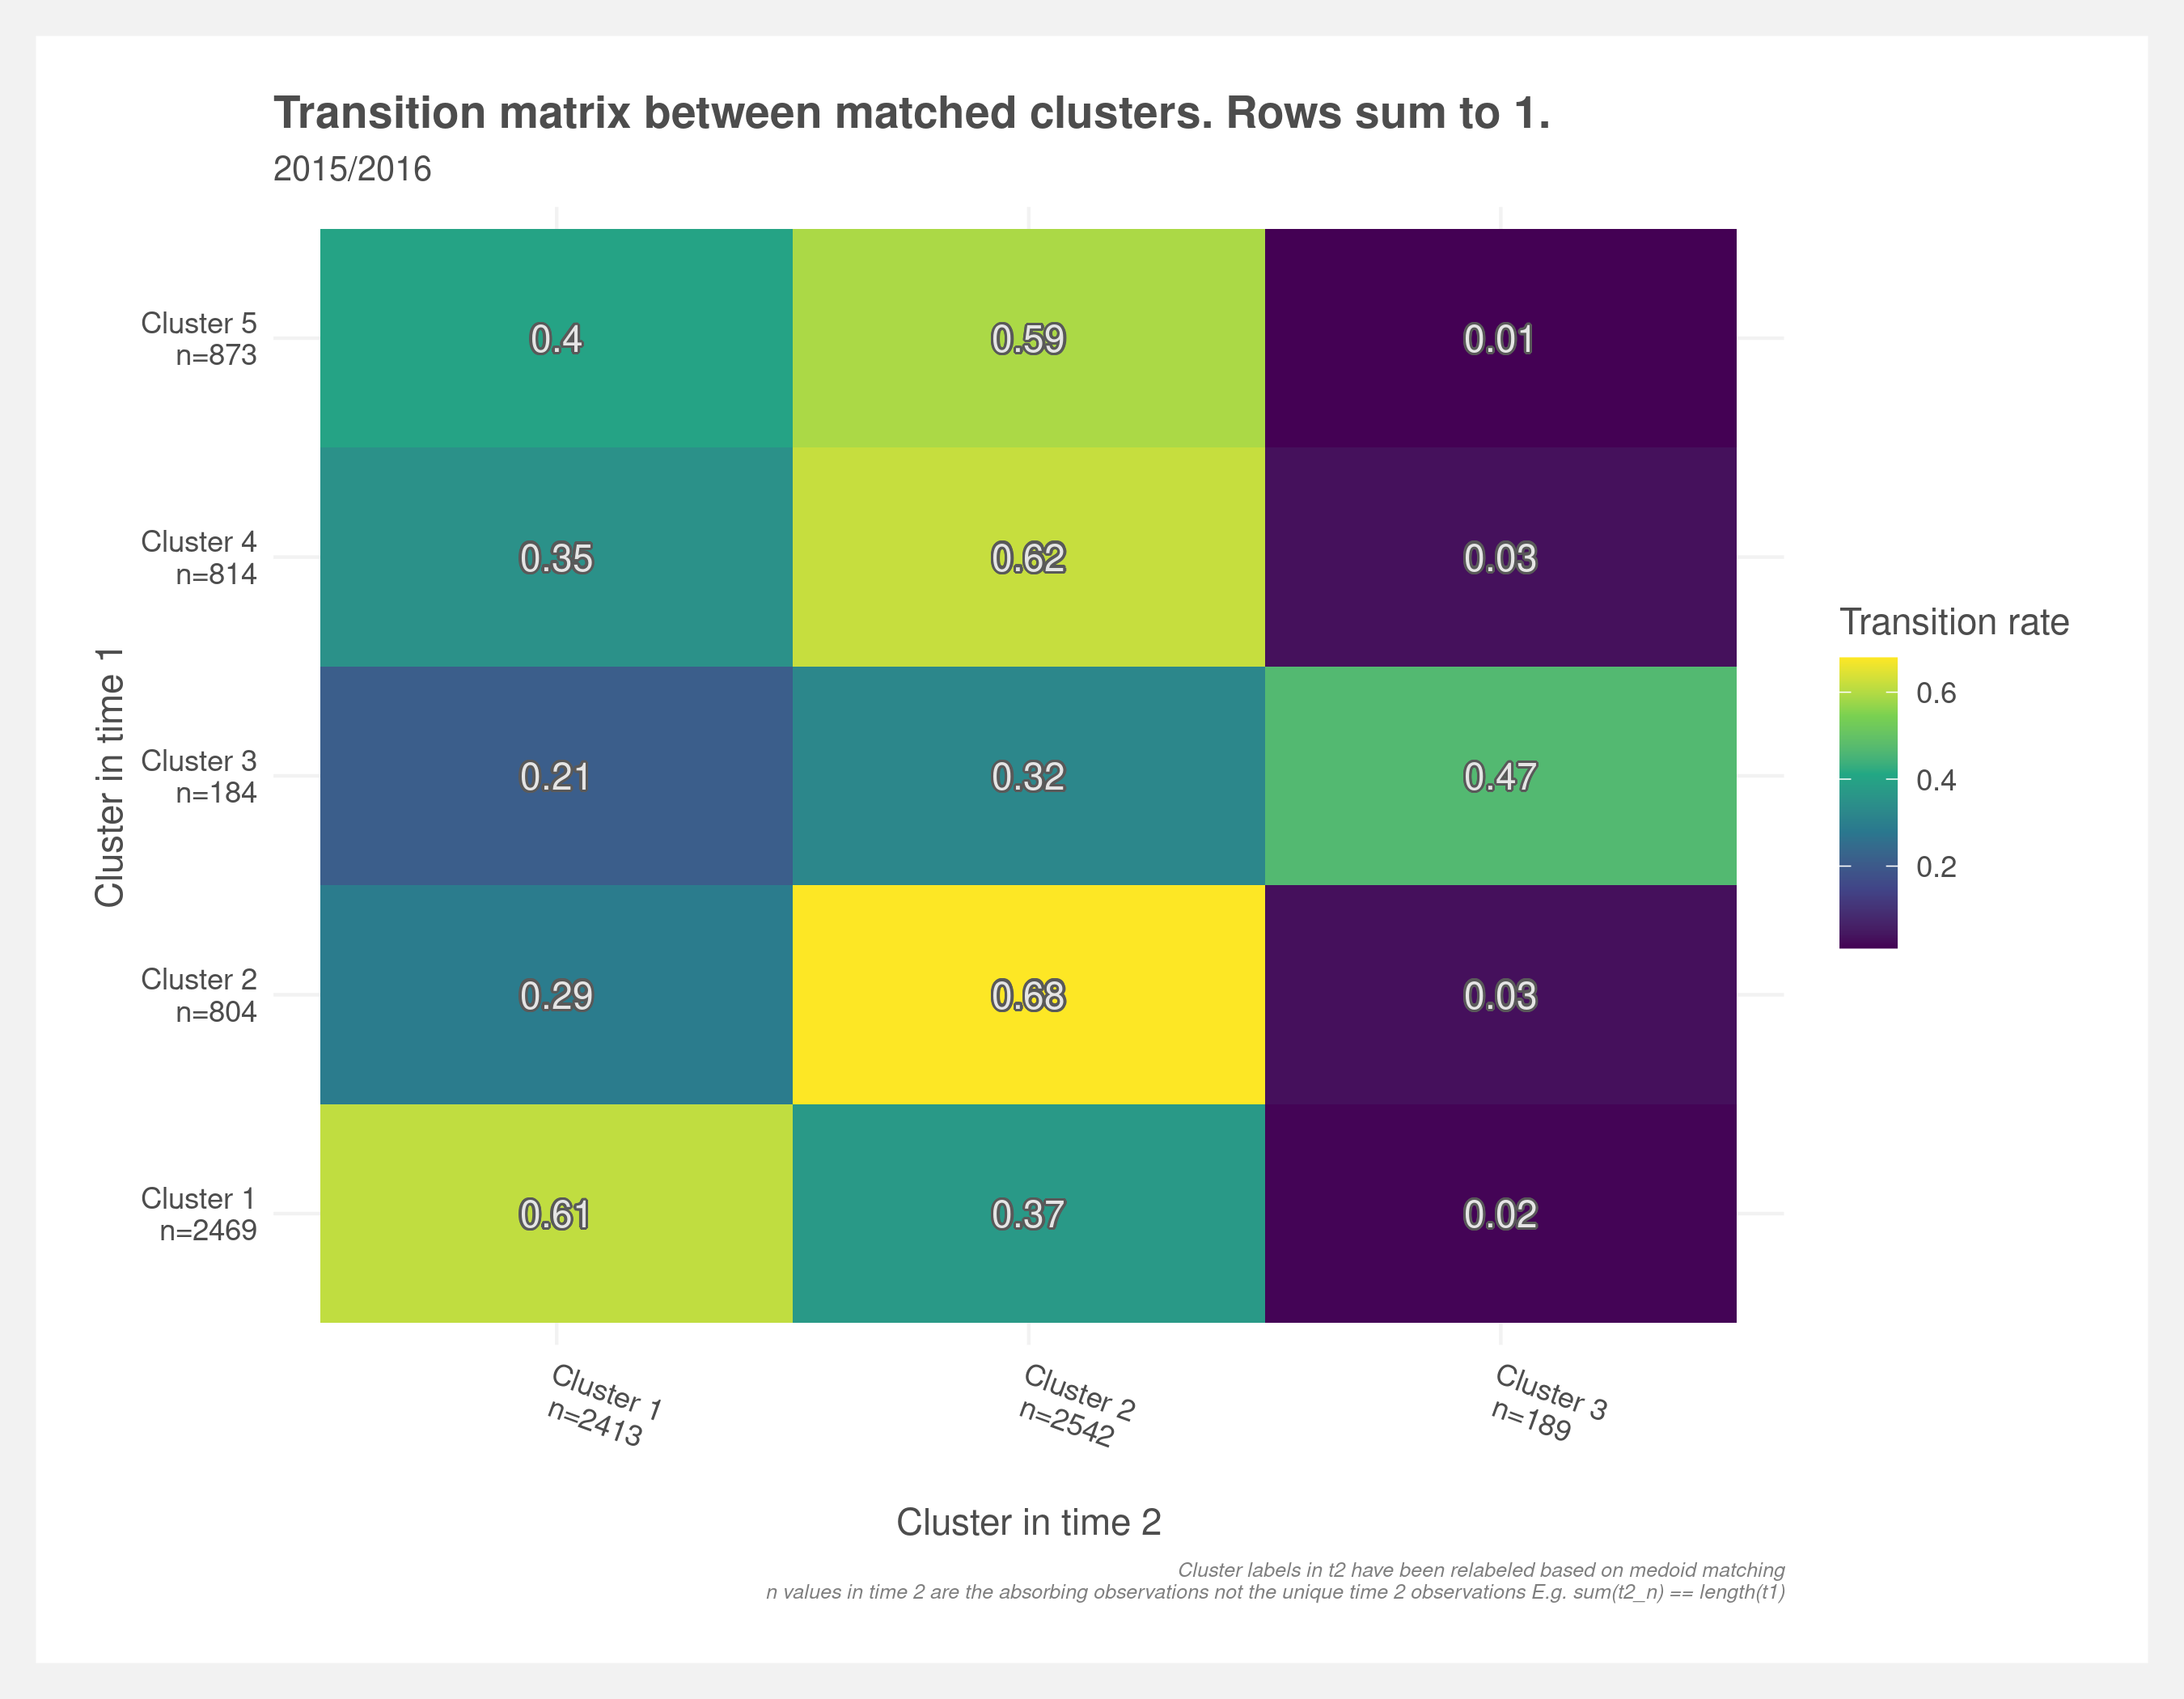 Transition matrix between matched clusters. Rows sum to 1.
2015/2016
Cluster in time 1
Cluster 5
n=873
0.4 0.59 0.01
Cluster 4
n=814
0.35 0.62 0.03
Cluster 3
n=184
0.21 0.32 0.47
Cluster 2
n=804
0.29 0.68 0.03
Cluster 1
n=2469
0.61 0.37 0.02
Cluster 1
n=2413
Cluster 2
n=2542
Cluster 3
n=189
Cluster in time 2
Transition rate
0.6
0.4
0.2
Cluster labels in t2 have been relabeled based on medoid matching
n values in time 2 are the absorbing observations not the unique time 2 observations E.g. sum(t2_n) == length(t1)